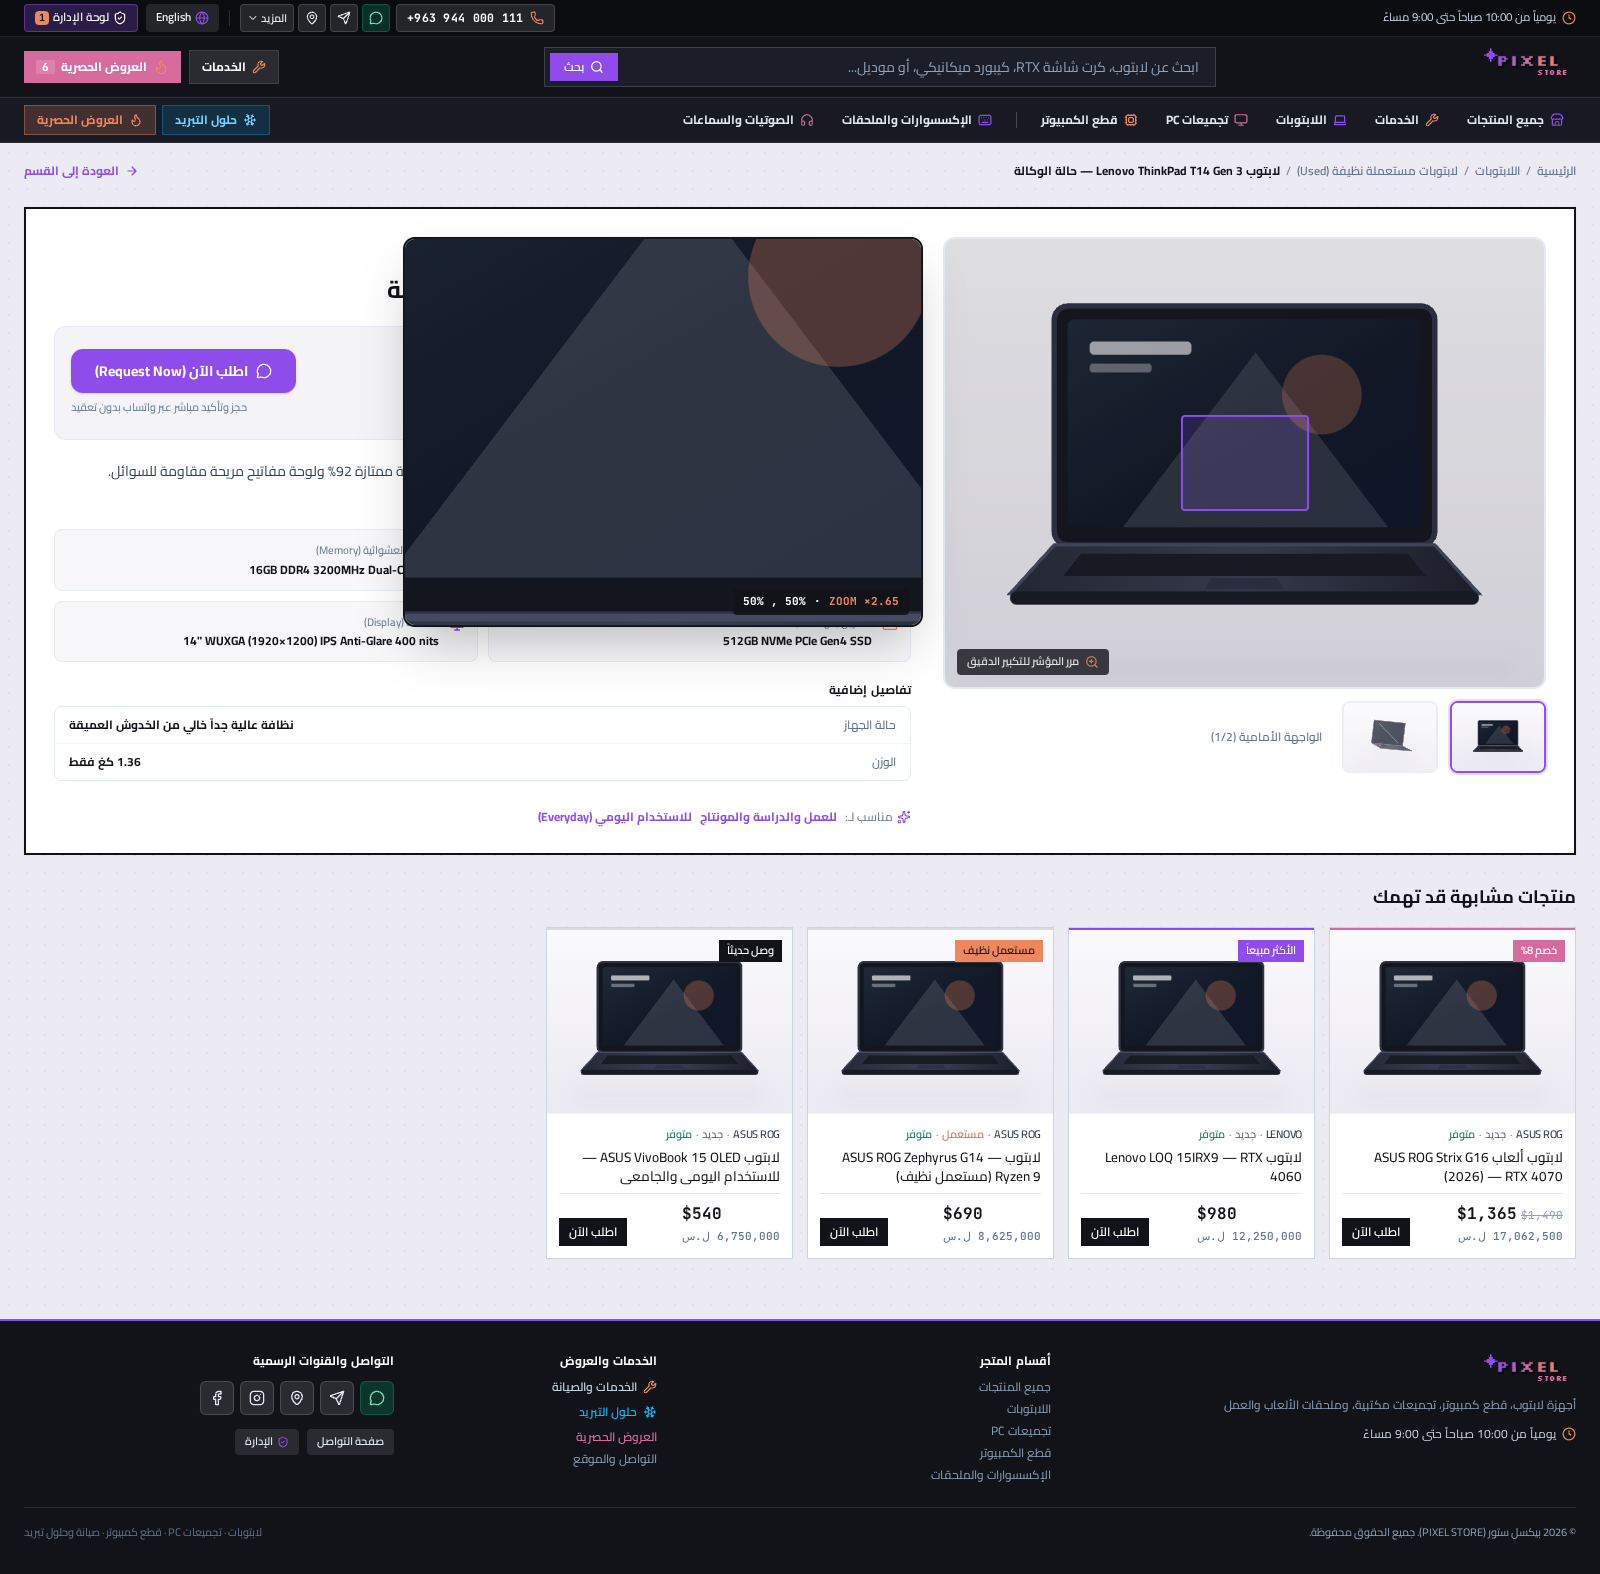 يومياً من 10:00 صباحاً حتى 9:00 مساءً
+963 944 000 111
المزيد
English
لوحة الإدارة 1
PIXEL STORE
ابحث عن لابتوب، كرت شاشة RTX، كيبورد ميكانيكي، أو موديل...
بحث
الخدمات
العروض الحصرية 6
جميع المنتجات
الخدمات
اللابتوبات
تجميعات PC
قطع الكمبيوتر
الإكسسوارات والملحقات
الصوتيات والسماعات
حلول التبريد
العروض الحصرية
الرئيسية / اللابتوبات / لابتوبات مستعملة نظيفة (Used) / لابتوب Lenovo ThinkPad T14 Gen 3 — حالة الوكالة
العودة إلى القسم
مرر المؤشر للتكبير الدقيق
الواجهة الأمامية (1/2)
50% , 50% · ZOOM ×2.65
اطلب الآن (Request Now)
حجز وتأكيد مباشر عبر واتساب بدون تعقيد
ممتازة 92% ولوحة مفاتيح مريحة مقاومة للسوائل.
العشوائية (Memory)
16GB DDR4 3200MHz Dual-C
(Display)
14" WUXGA (1920×1200) IPS Anti-Glare 400 nits
512GB NVMe PCIe Gen4 SSD
تفاصيل إضافية
حالة الجهاز
نظافة عالية جداً خالي من الخدوش العميقة
الوزن
1.36 كغ فقط
مناسب لـ: للعمل والدراسة والمونتاج للاستخدام اليومي (Everyday)
منتجات مشابهة قد تهمك
خصم 8%
ASUS ROG · جديد · متوفر
لابتوب ألعاب ASUS ROG Strix G16
(2026) — RTX 4070
$1,490 $1,365
17,062,500 ل.س
اطلب الآن
الأكثر مبيعاً
LENOVO · جديد · متوفر
لابتوب Lenovo LOQ 15IRX9 — RTX
4060
$980
12,250,000 ل.س
اطلب الآن
مستعمل نظيف
ASUS ROG · مستعمل · متوفر
لابتوب ASUS ROG Zephyrus G14 —
Ryzen 9 (مستعمل نظيف)
$690
8,625,000 ل.س
اطلب الآن
وصل حديثاً
ASUS ROG · جديد · متوفر
لابتوب ASUS VivoBook 15 OLED —
للاستخدام اليومي والجامعي
$540
6,750,000 ل.س
اطلب الآن
PIXEL STORE
أجهزة لابتوب، قطع كمبيوتر، تجميعات مكتبية، وملحقات الألعاب والعمل
يومياً من 10:00 صباحاً حتى 9:00 مساءً
أقسام المتجر
جميع المنتجات
اللابتوبات
تجميعات PC
قطع الكمبيوتر
الإكسسوارات والملحقات
الخدمات والعروض
الخدمات والصيانة
حلول التبريد
العروض الحصرية
التواصل والموقع
التواصل والقنوات الرسمية
صفحة التواصل
الإدارة
© 2026 بيكسل ستور (PIXEL STORE). جميع الحقوق محفوظة.
لابتوبات · تجميعات PC · قطع كمبيوتر · صيانة وحلول تبريد